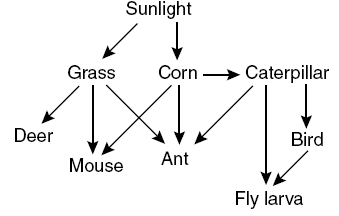 Sunlight
Grass Corn Caterpillar
Deer Mouse Ant Bird
Fly larva